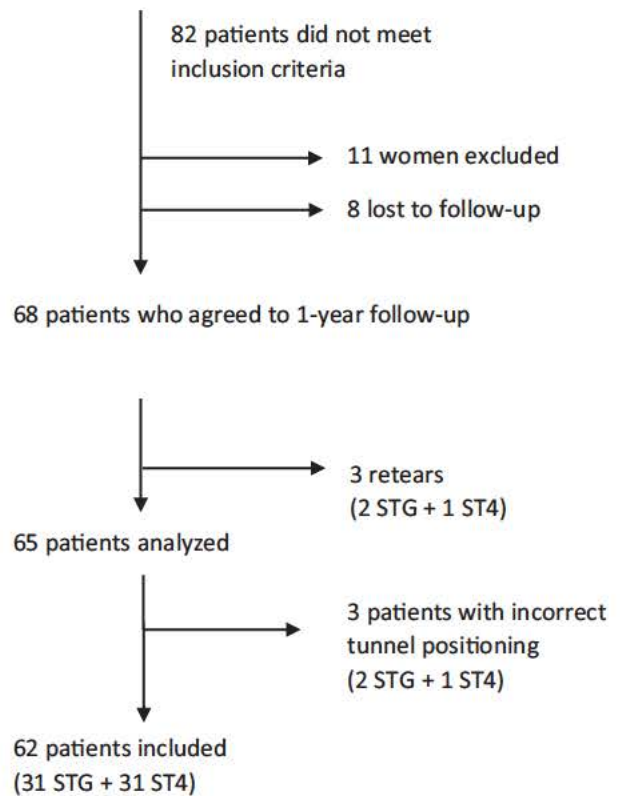 82 patients did not meet
inclusion criteria
11 women excluded
8 lost to follow-up
68 patients who agreed to 1-year follow-up
3 retears
(2 STG + 1 ST4)
65 patients analyzed
3 patients with incorrect
tunnel positioning
(2 STG + 1 ST4)
62 patients included
(31 STG + 31 ST4)